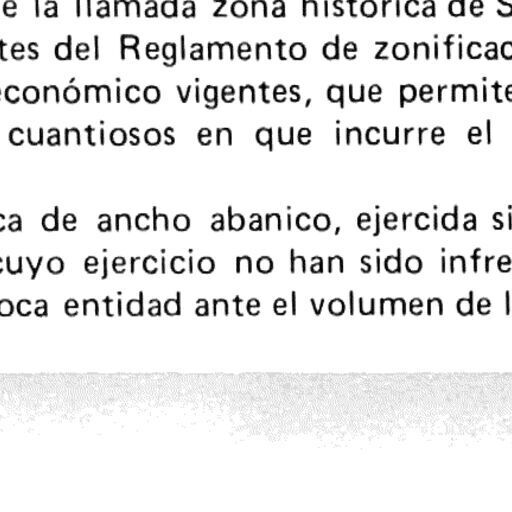 e la llamada zona histórica de S
tes del Reglamento de zonificac
económico vigentes, que permite
cuantiosos en que incurre el
ca de ancho abanico, ejercida si
cuyo ejercicio no han sido infre
oca entidad ante el volumen de l